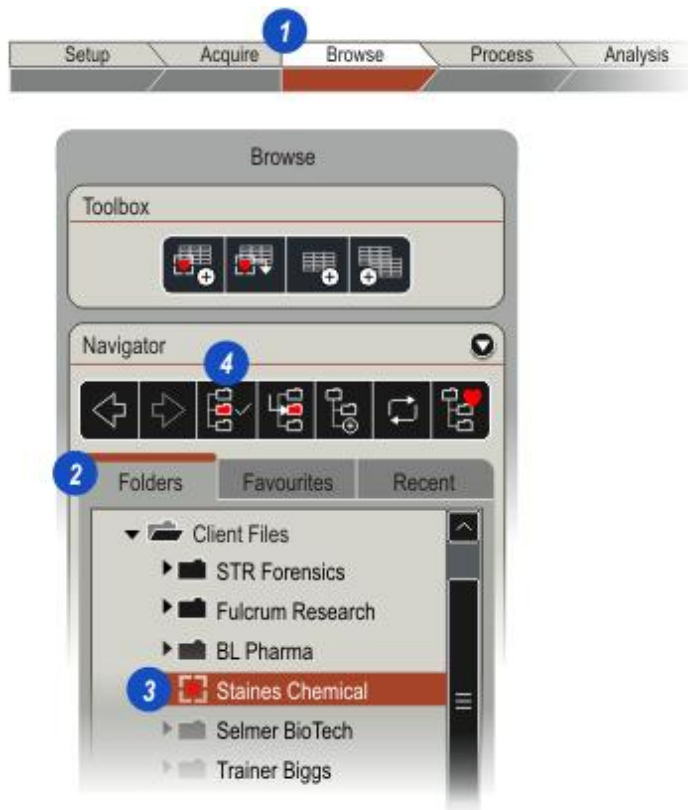 1
Setup Acquire Browse Process Analysis
Browse
Toolbox
Navigator
4
2
Folders Favourites Recent
Client Files
STR Forensics
Fulcrum Research
BL Pharma
3 Staines Chemical
Selmer BioTech
Trainer Biggs